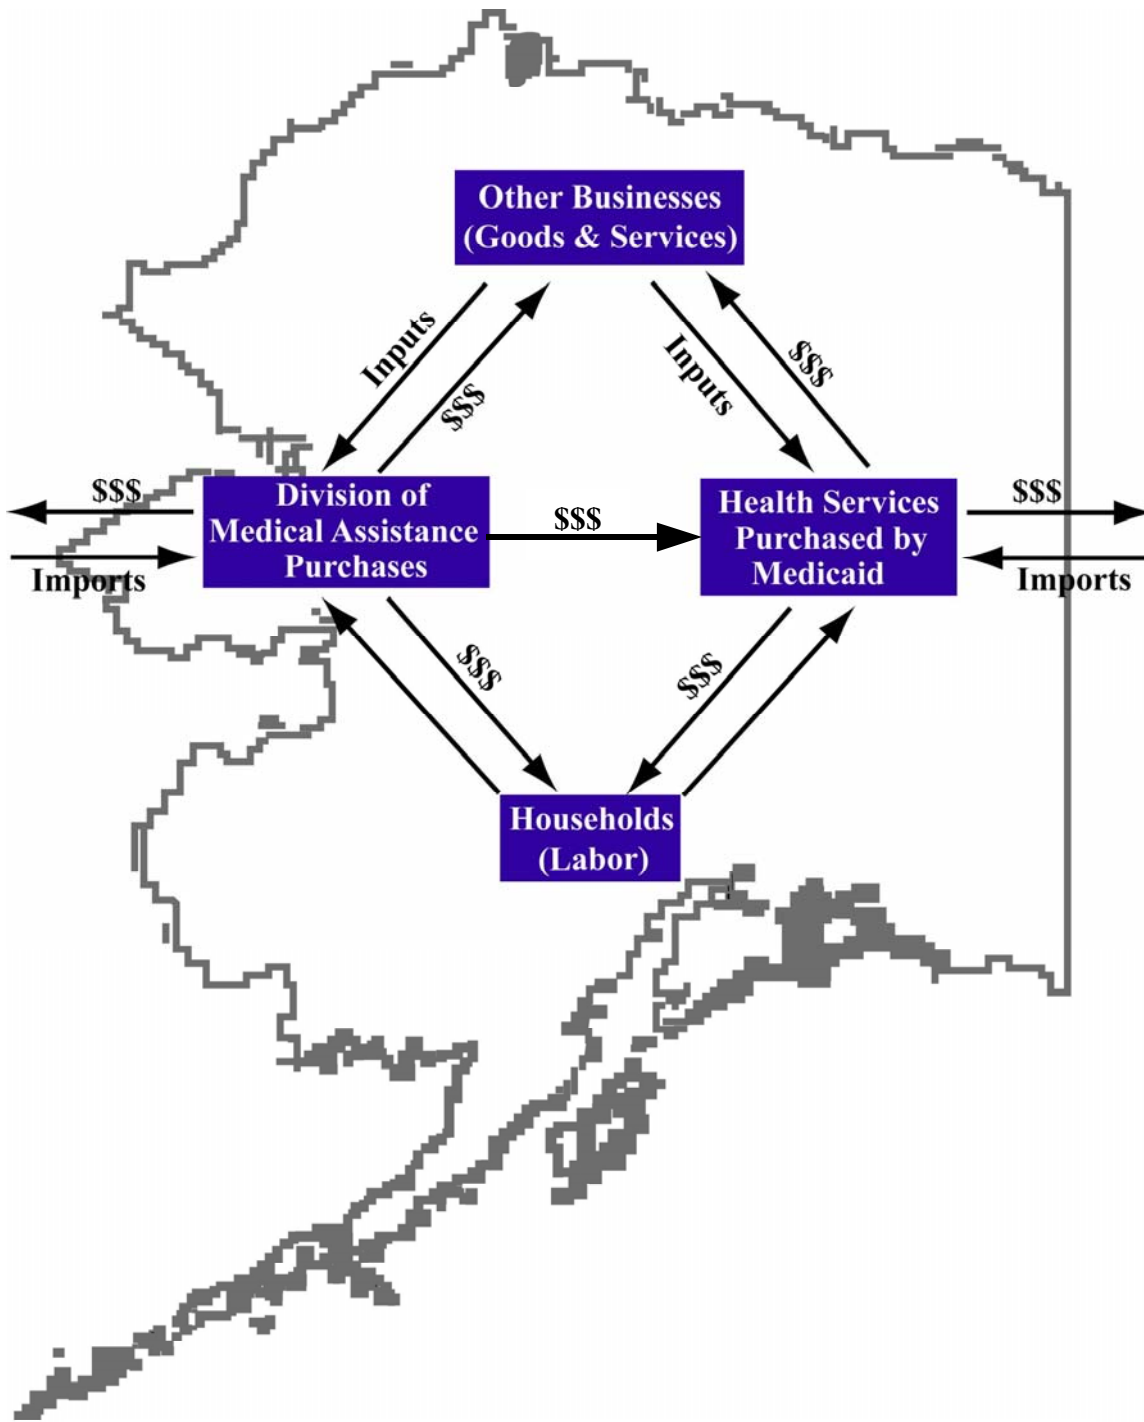 Other Businesses
(Goods & Services)
Inputs
$$$
Inputs
$$$
$$$
Imports
Division of
Medical Assistance
Purchases
$$$
Health Services
Purchased by
Medicaid
$$$
Imports
$$$
$$$
Households
(Labor)